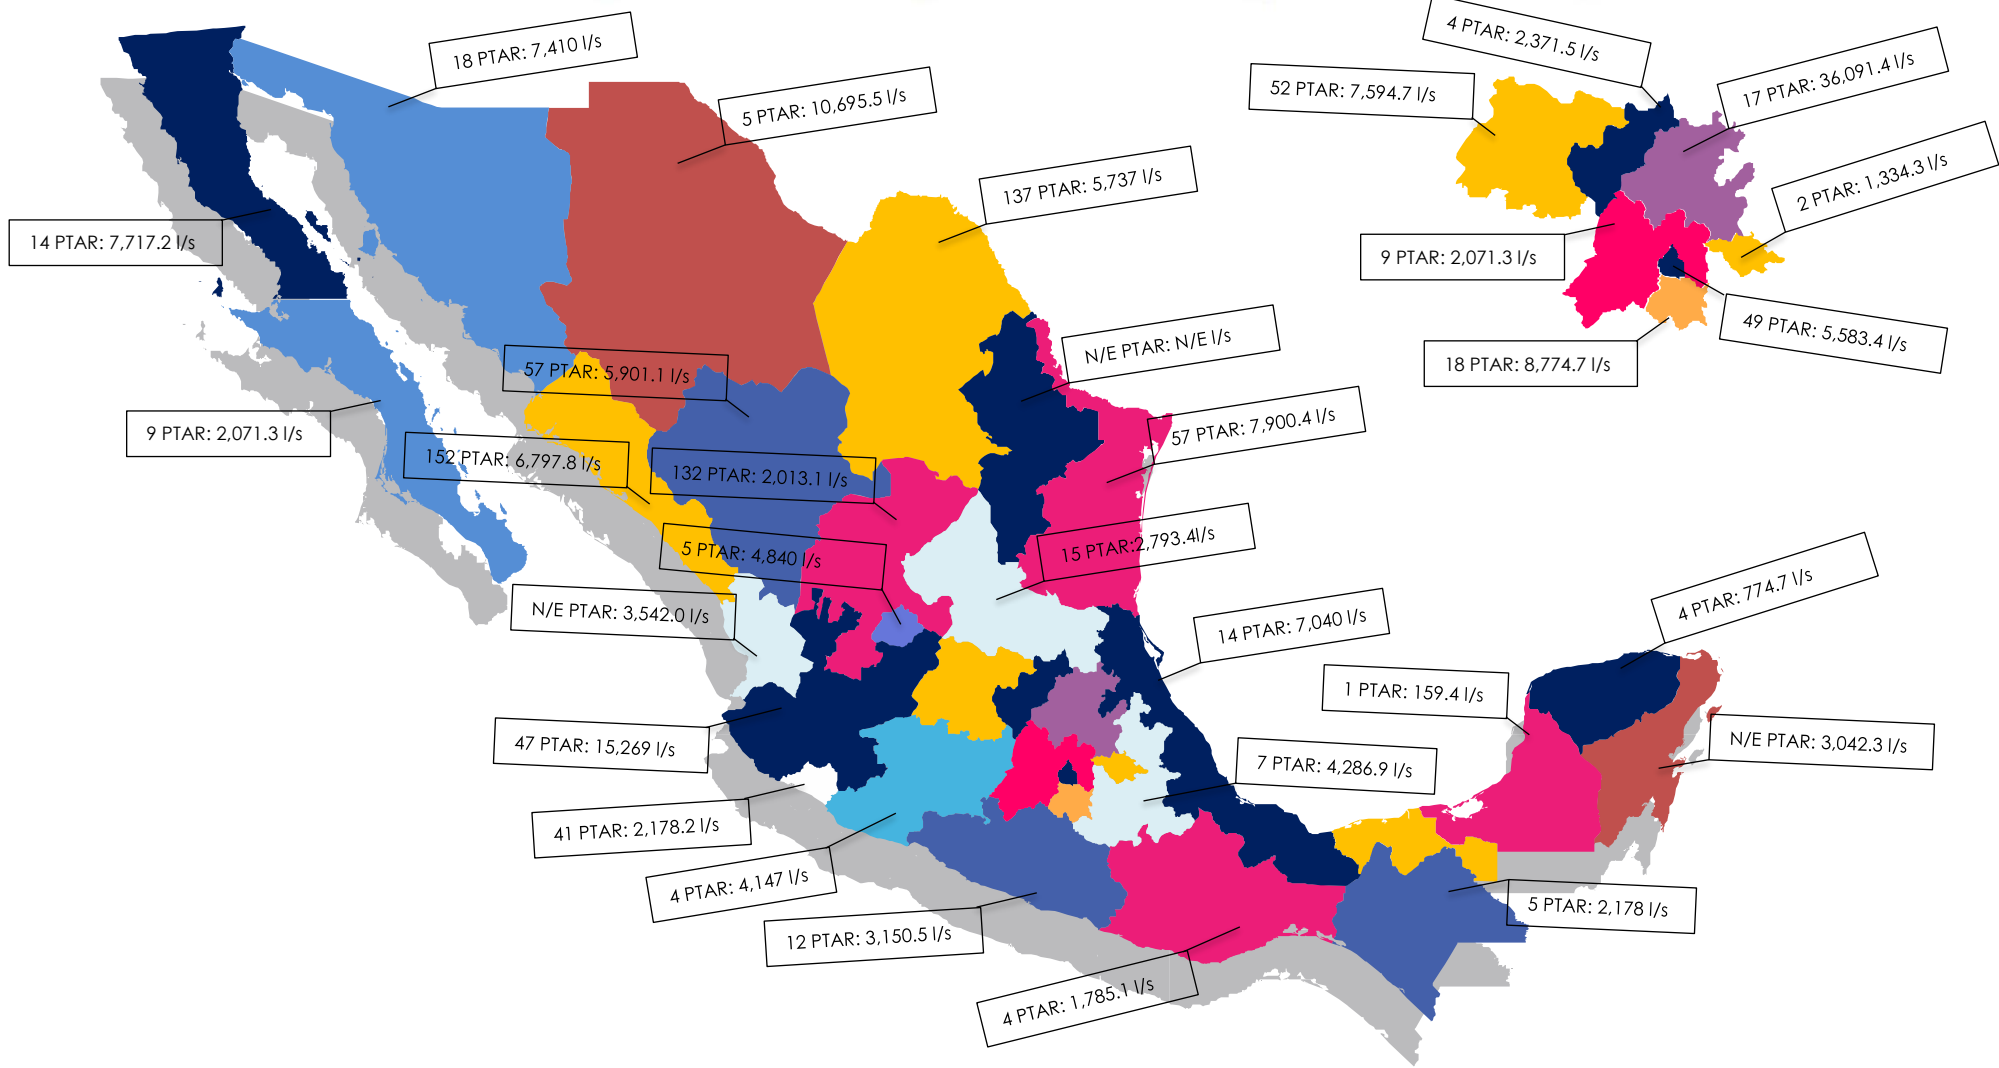 18 PTAR: 7,410 l/s
4 PTAR: 2,371.5 l/s
5 PTAR: 10,695.5 l/s
52 PTAR: 7,594.7 l/s
17 PTAR: 36,091.4 l/s
137 PTAR: 5,737 l/s
2 PTAR: 1,334.3 l/s
14 PTAR: 7,717.2 l/s
9 PTAR: 2,071.3 l/s
N/E PTAR: N/E l/s
49 PTAR: 5,583.4 l/s
18 PTAR: 8,774.7 l/s
57 PTAR: 5,901.1 l/s
57 PTAR: 7,900.4 l/s
9 PTAR: 2,071.3 l/s
152 PTAR: 6,797.8 l/s
132 PTAR: 2,013.1 l/s
5 PTAR: 4,840 l/s
15 PTAR:2,793.4l/s
N/E PTAR: 3,542.0 l/s
14 PTAR: 7,040 l/s
4 PTAR: 774.7 l/s
1 PTAR: 159.4 l/s
47 PTAR: 15,269 l/s
N/E PTAR: 3,042.3 l/s
7 PTAR: 4,286.9 l/s
41 PTAR: 2,178.2 l/s
4 PTAR: 4,147 l/s
5 PTAR: 2,178 l/s
12 PTAR: 3,150.5 l/s
4 PTAR: 1,785.1 l/s